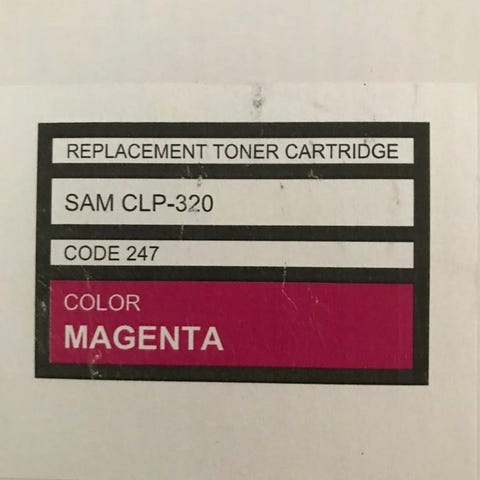 REPLACEMENT TONER CARTRIDGE
SAM CLP-320
CODE 247
COLOR
MAGENTA